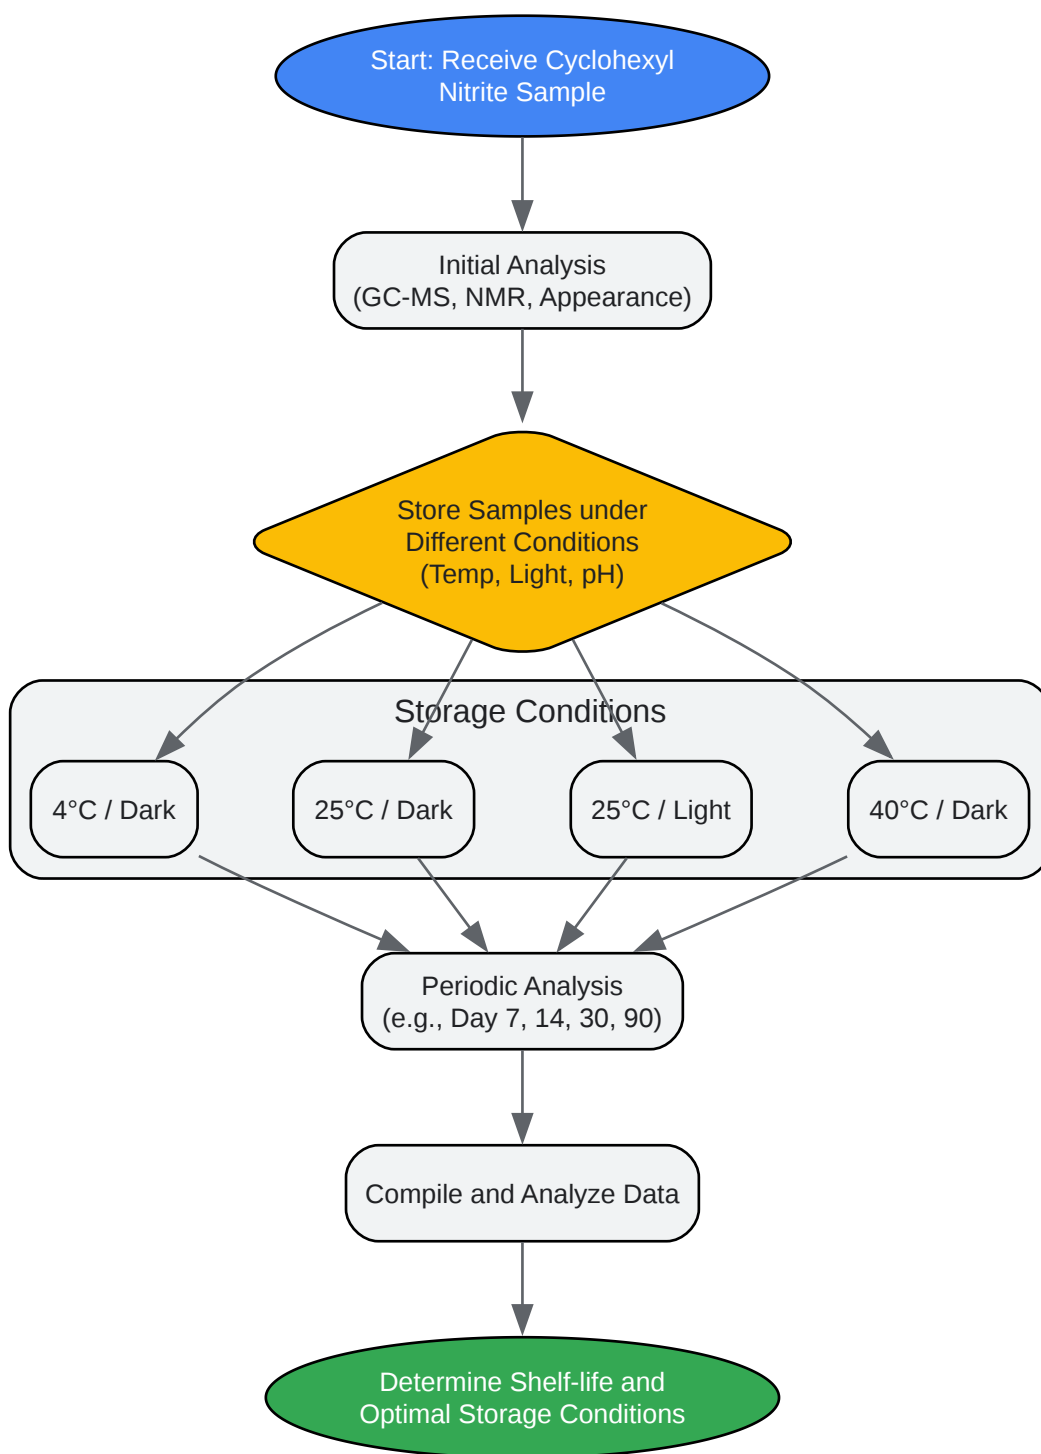 Start: Receive Cyclohexyl
Nitrite Sample
Initial Analysis
(GC-MS, NMR, Appearance)
Store Samples under
Different Conditions
(Temp, Light, pH)
Storage Conditions
4°C / Dark
25°C / Dark
25°C / Light
40°C / Dark
Periodic Analysis
(e.g., Day 7, 14, 30, 90)
Compile and Analyze Data
Determine Shelf-life and
Optimal Storage Conditions